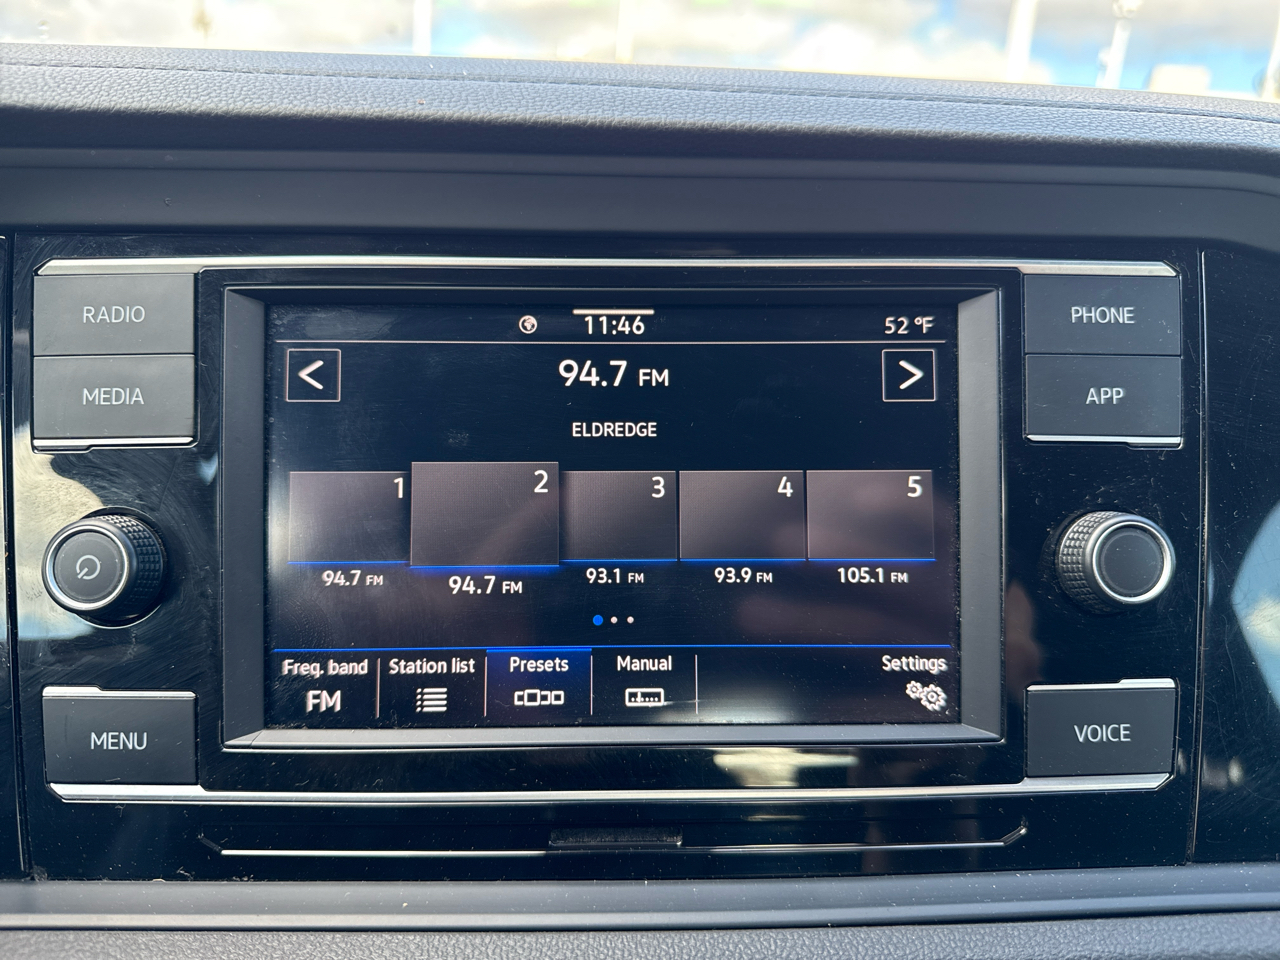 RADIO
MEDIA
MENU
PHONE
APP
VOICE
11:46
52 °F
<
94.7 FM
>
ELDREDGE
1
2
3
4
5
94.7 FM
94.7 FM
93.1 FM
93.9 FM
105.1 FM
Freq. band
FM
Station list
Presets
Manual
Settings